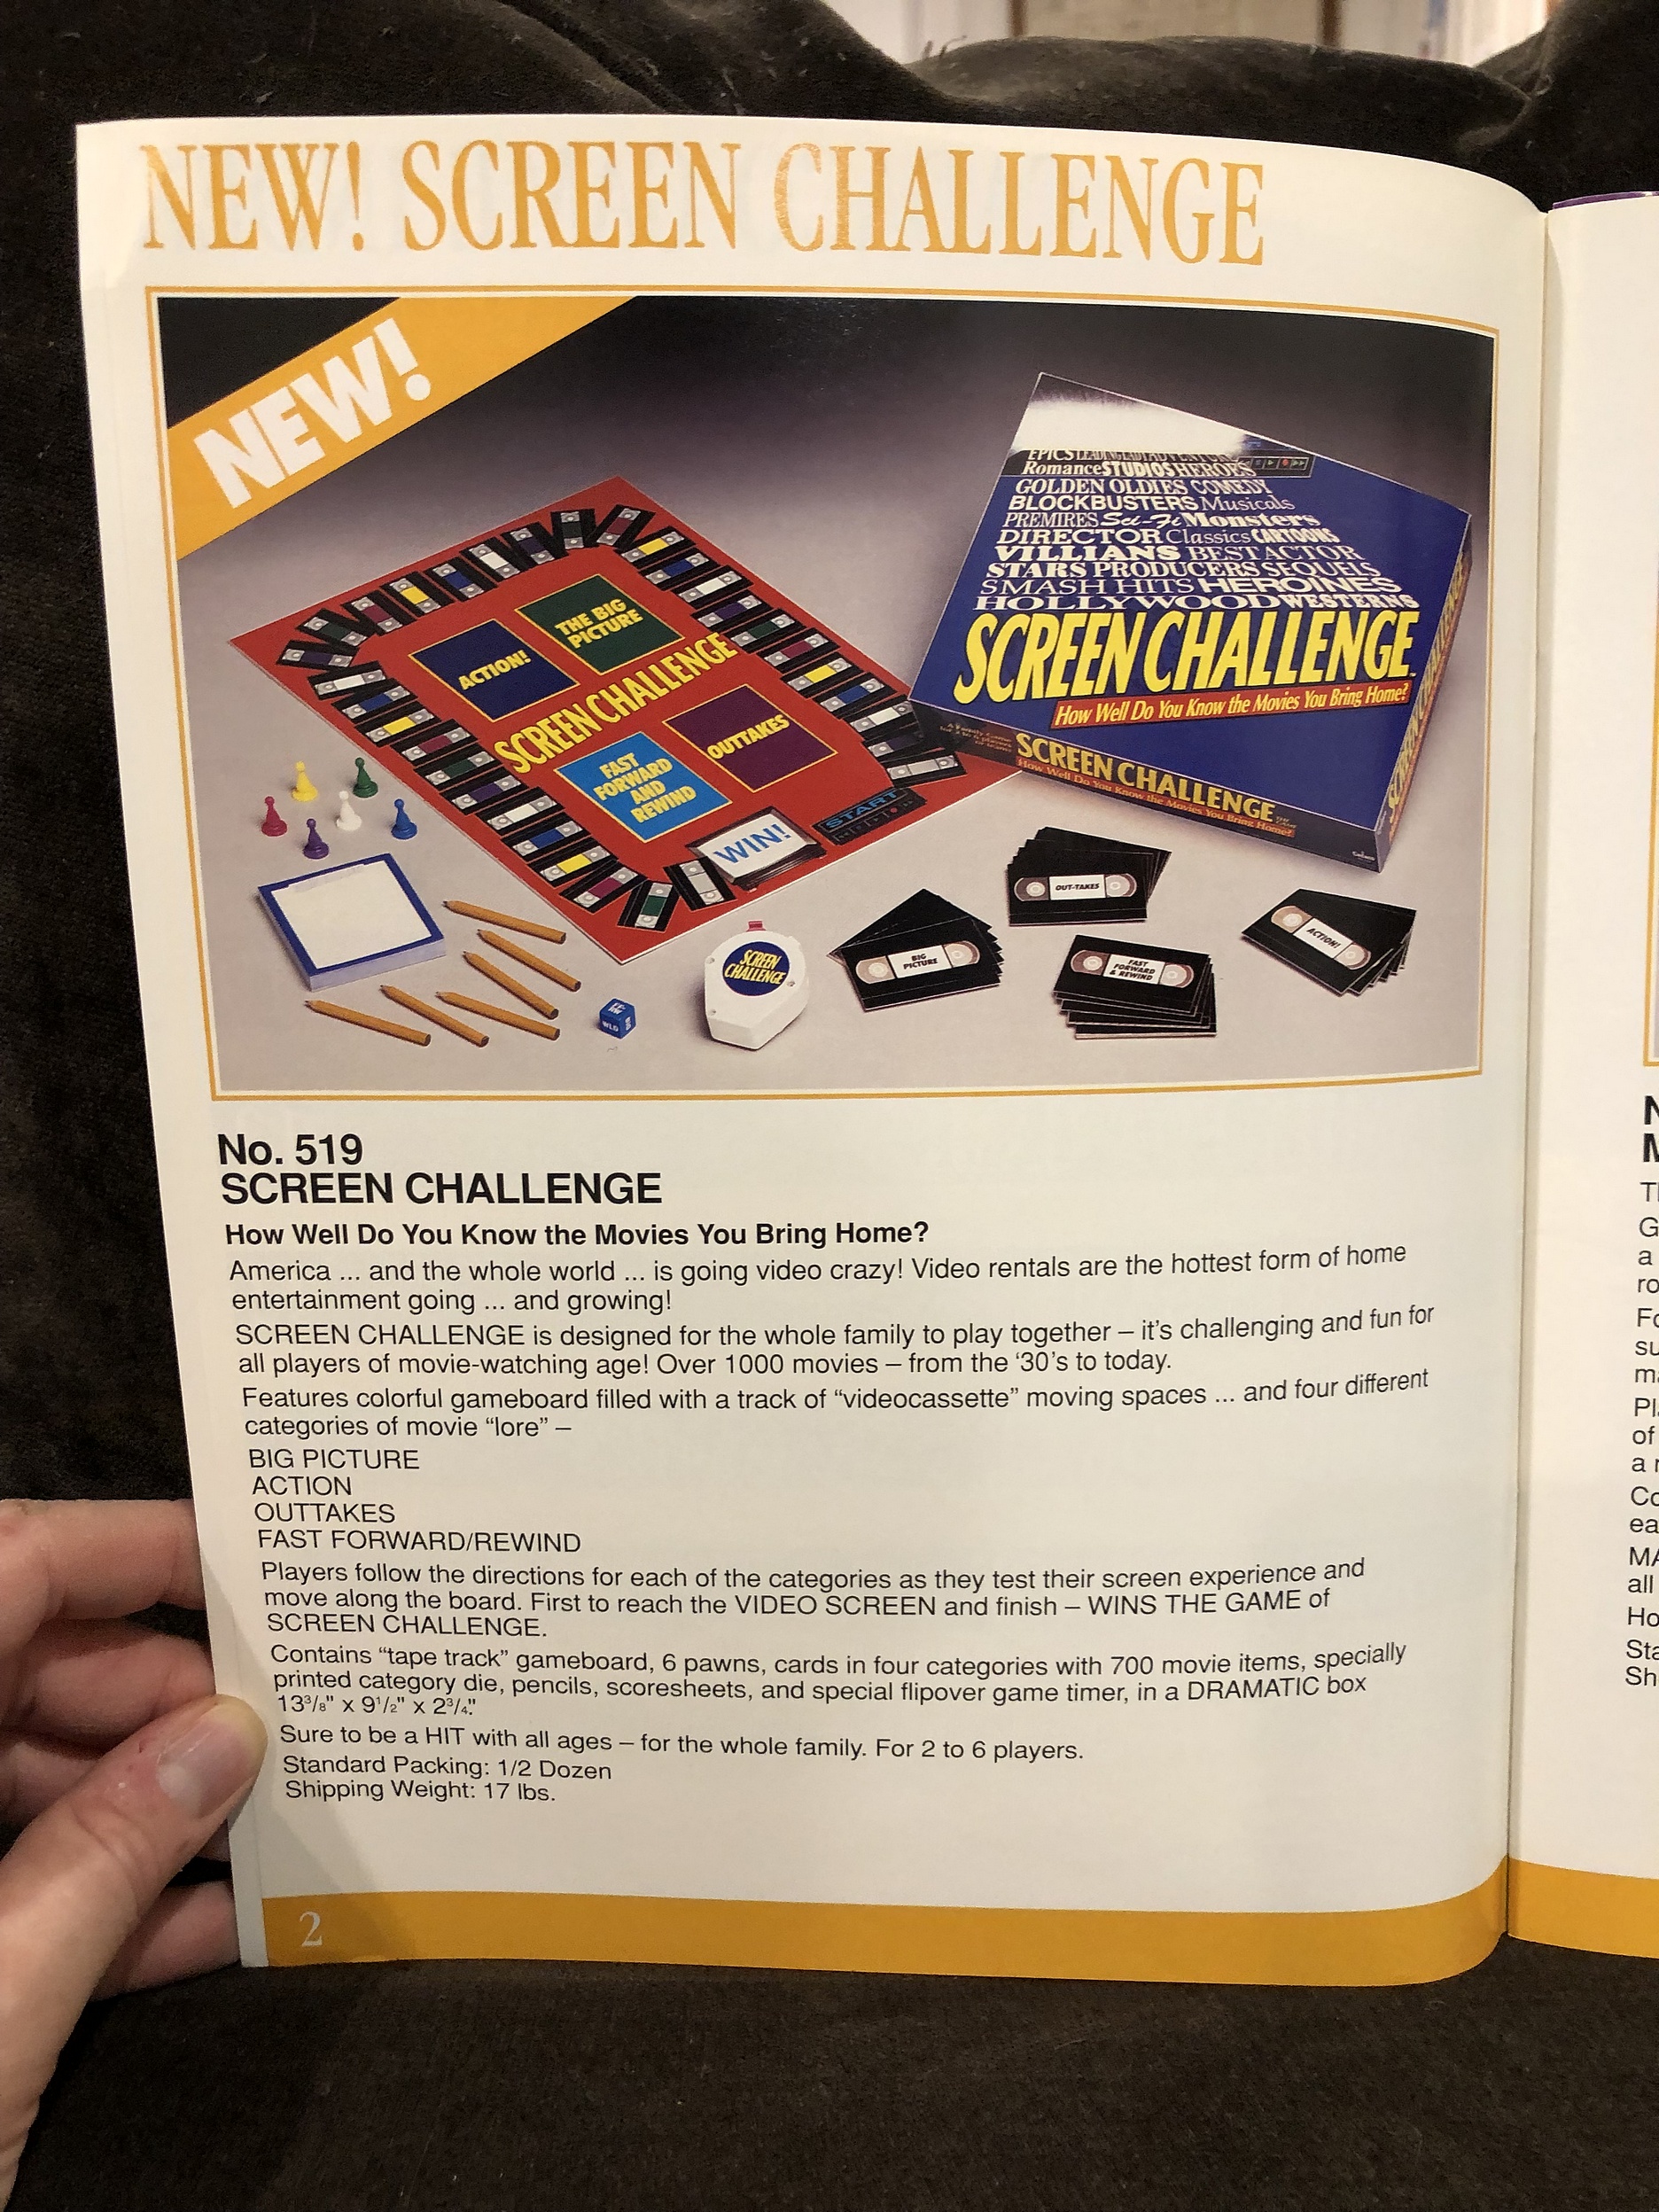 NEW! SCREEN CHALLENGE
NEW!
EPICS LEADING LADY ADVENTURE
Romance STUDIOS HEROES
GOLDEN OLDIES COMEDY
BLOCKBUSTERS Musicals
PREMIRES Sci-Fi Monsters
DIRECTOR Classics CARTOONS
VILLIANS BEST ACTOR
STARS PRODUCERS SEQUELS
SMASH HITS HEROINES
HOLLYWOOD WESTERNS
SCREEN CHALLENGE
How Well Do You Know the Movies You Bring Home?
SCREEN CHALLENGE
How Well Do You Know the Movies You Bring Home?
SCREEN CHALLENGE
ACTION!
THE BIG
PICTURE
SCREEN CHALLENGE
FAST
FORWARD
AND
REWIND
OUTTAKES
WIN!
START
SCREEN
CHALLENGE
BIG
PICTURE
OUT-TAKES
FAST
FORWARD
& REWIND
ACTION!
WLD
No. 519
SCREEN CHALLENGE
How Well Do You Know the Movies You Bring Home?
America ... and the whole world ... is going video crazy! Video rentals are the hottest form of home
entertainment going ... and growing!
SCREEN CHALLENGE is designed for the whole family to play together – it's challenging and fun for
all players of movie-watching age! Over 1000 movies – from the '30's to today.
Features colorful gameboard filled with a track of "videocassette" moving spaces ... and four different
categories of movie "lore" –
BIG PICTURE
ACTION
OUTTAKES
FAST FORWARD/REWIND
Players follow the directions for each of the categories as they test their screen experience and
move along the board. First to reach the VIDEO SCREEN and finish – WINS THE GAME of
SCREEN CHALLENGE.
Contains "tape track" gameboard, 6 pawns, cards in four categories with 700 movie items, specially
printed category die, pencils, scoresheets, and special flipover game timer, in a DRAMATIC box
13³/₈" x 9¹/₂" x 2³/₄."
Sure to be a HIT with all ages – for the whole family. For 2 to 6 players.
Standard Packing: 1/2 Dozen
Shipping Weight: 17 lbs.
2